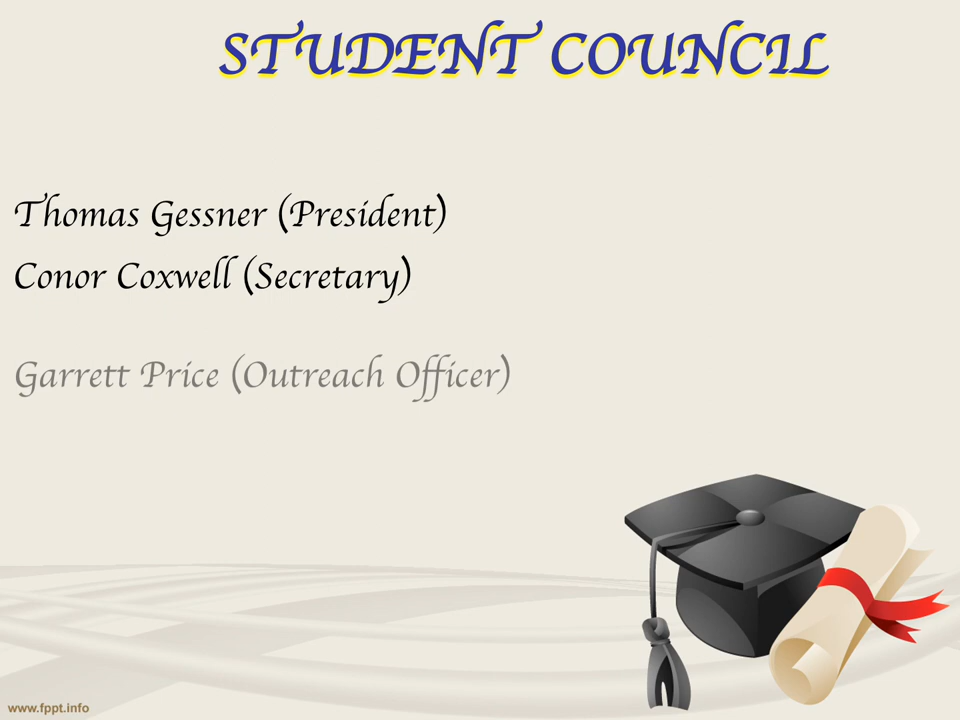 STUDENT COUNCIL
Thomas Gessner (President)
Conor Coxwell (Secretary)
Garrett Price (Outreach Officer)
www.fppt.info